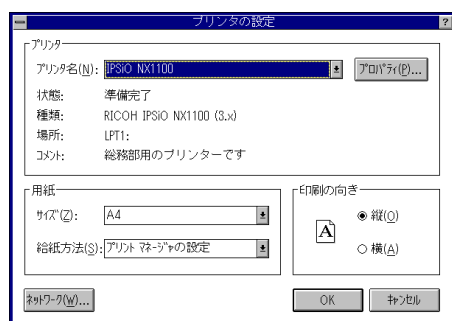 プリンタの設定
?
プリンタ
プリンタ名(N): IPSiO NX1100 プロパティ(P)...
状態: 準備完了
種類: RICOH IPSiO NX1100 (3.x)
場所: LPT1:
コメント: 総務部用のプリンターです
用紙
サイズ(Z): A4
給紙方法(S): プリント マネージャの設定
印刷の向き
A
縦(O)
横(A)
ネットワーク(W)... OK キャンセル